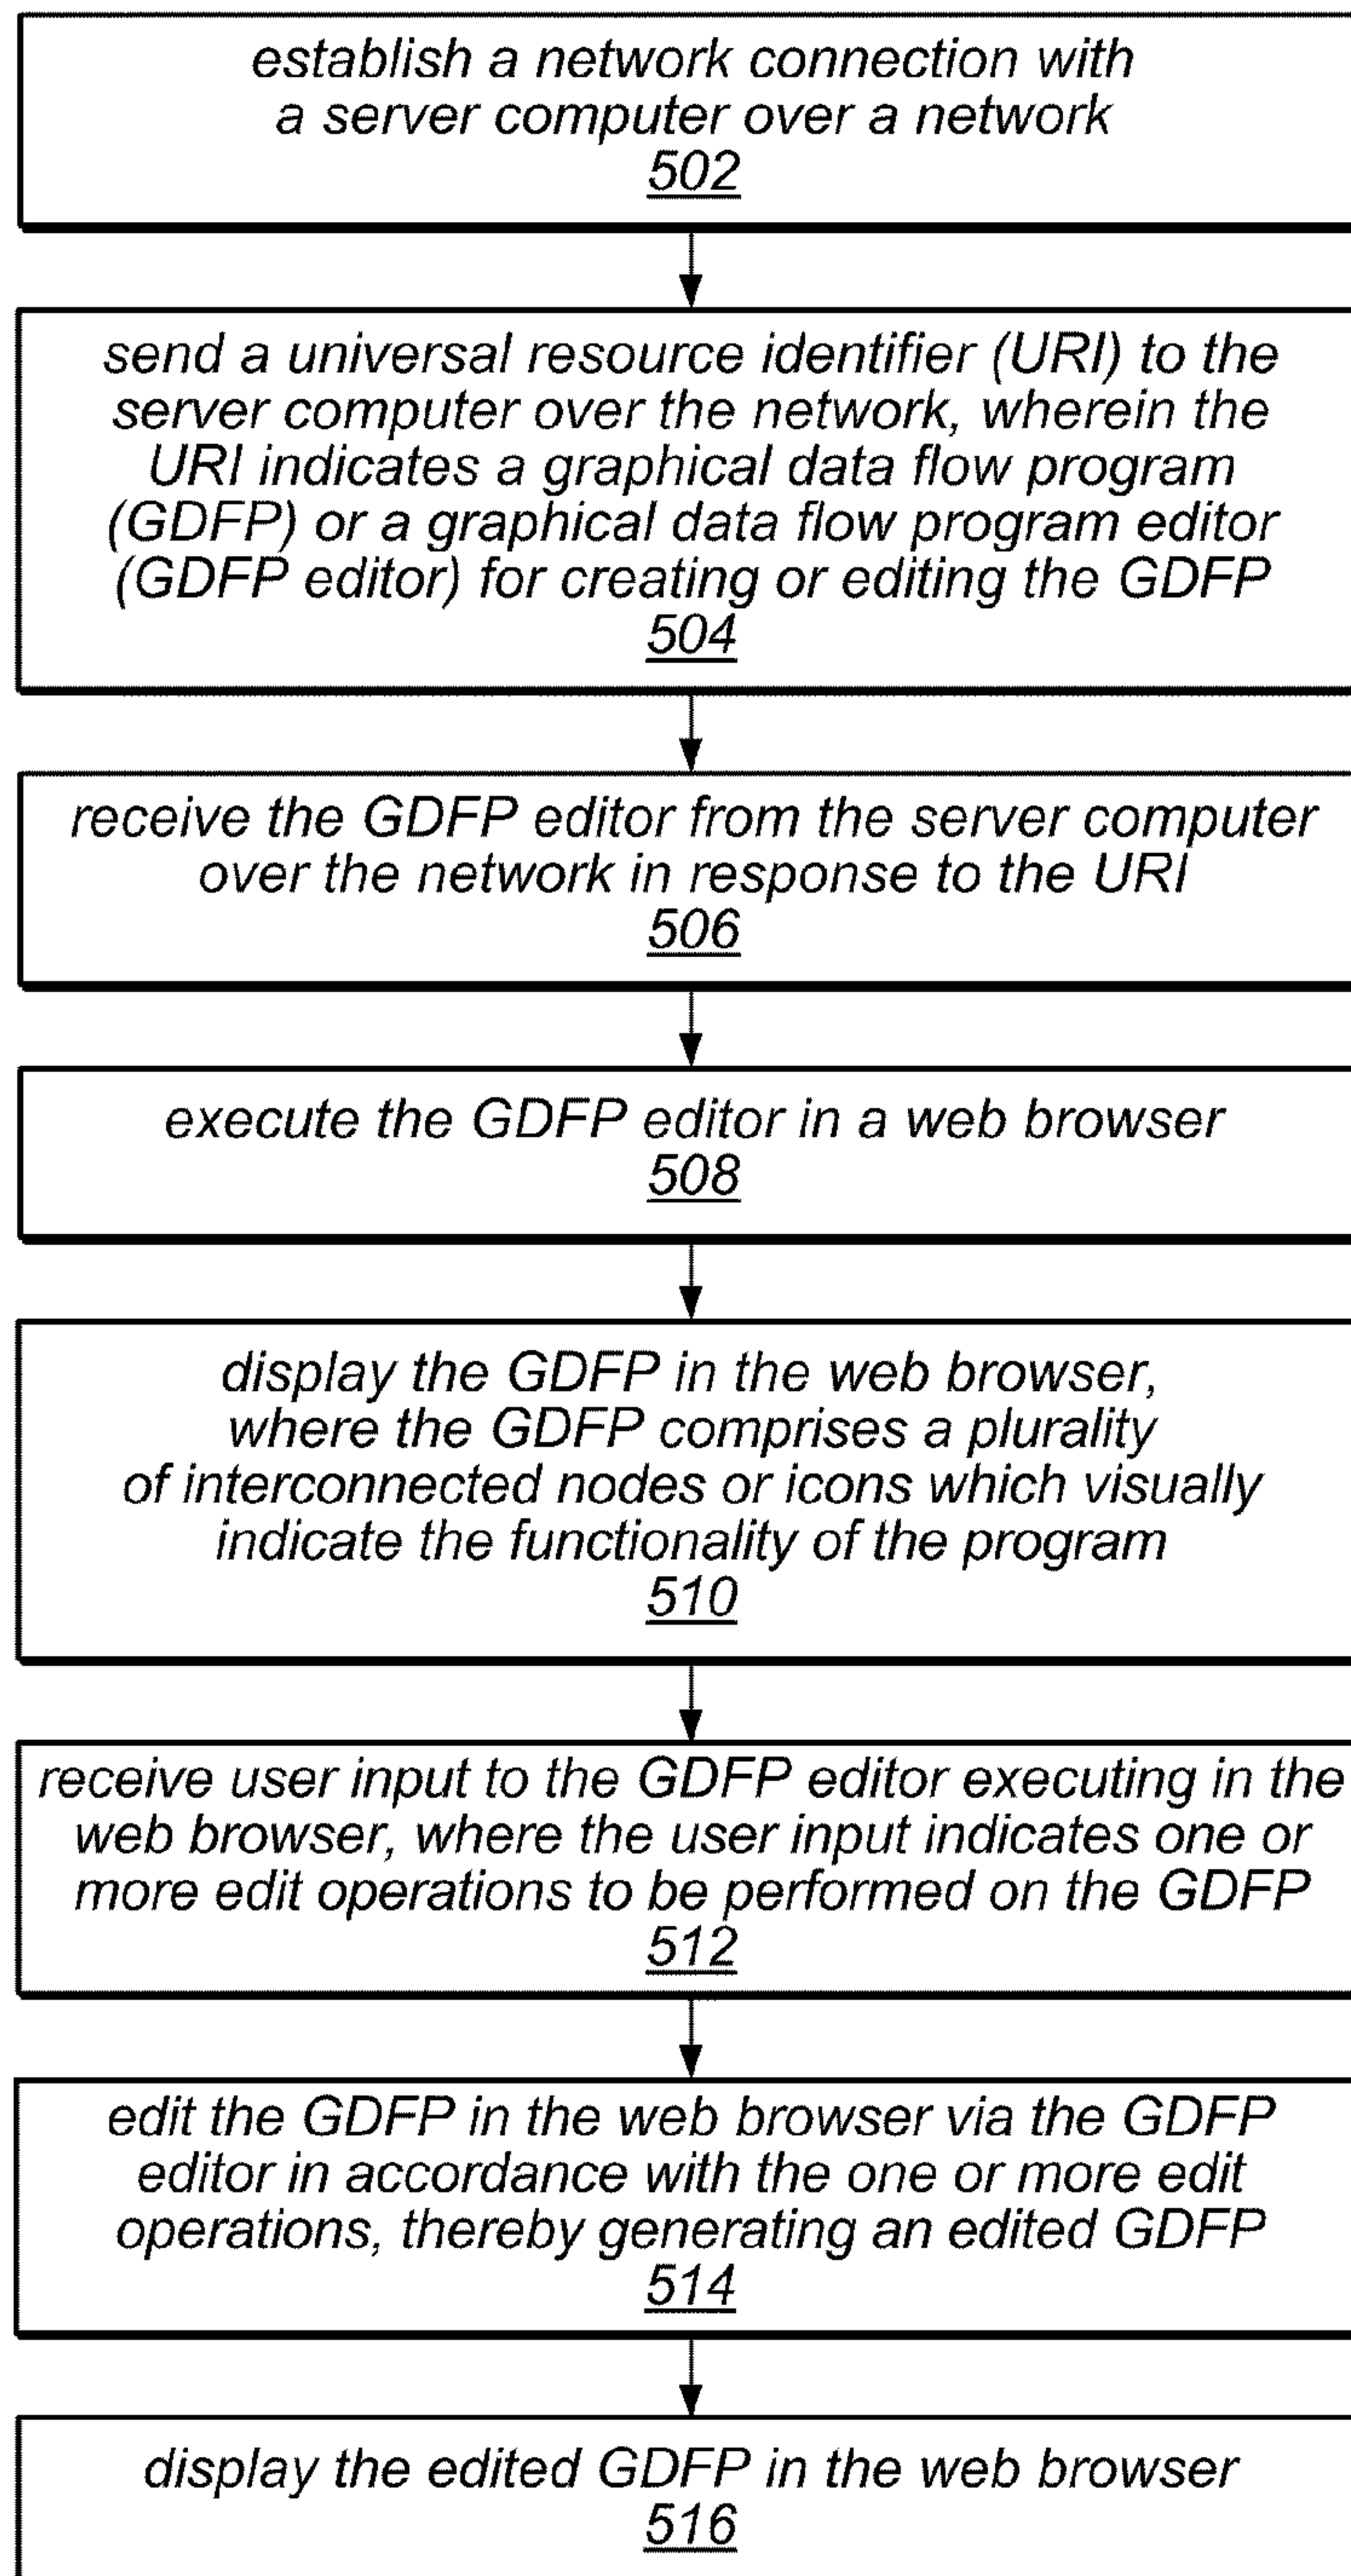 establish a network connection with
a server computer over a network
502
send a universal resource identifier (URI) to the
server computer over the network, wherein the
URI indicates a graphical data flow program
(GDFP) or a graphical data flow program editor
(GDFP editor) for creating or editing the GDFP
504
receive the GDFP editor from the server computer
over the network in response to the URI
506
execute the GDFP editor in a web browser
508
display the GDFP in the web browser,
where the GDFP comprises a plurality
of interconnected nodes or icons which visually
indicate the functionality of the program
510
receive user input to the GDFP editor executing in the
web browser, where the user input indicates one or
more edit operations to be performed on the GDFP
512
edit the GDFP in the web browser via the GDFP
editor in accordance with the one or more edit
operations, thereby generating an edited GDFP
514
display the edited GDFP in the web browser
516